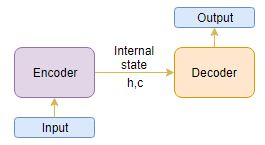 Output
Internal
state
Encoder
Decoder
h,c
Input